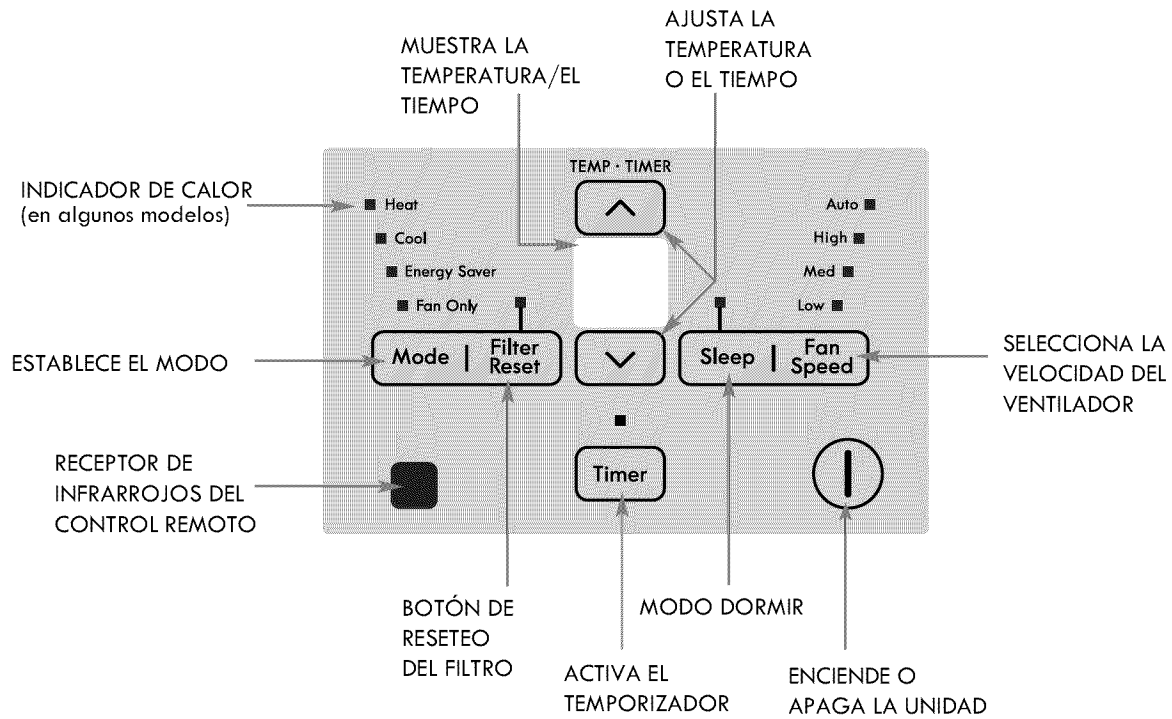 MUESTRA LA
TEMPERATURA/EL
TIEMPO
AJUSTA LA
TEMPERATURA
O EL TIEMPO
INDICADOR DE CALOR
(en algunos modelos)
TEMP · TIMER
Heat
Cool
Energy Saver
Fan Only
Auto
High
Med
Low
ESTABLECE EL MODO
Mode
Filter
Reset
Sleep
Fan
Speed
SELECCIONA LA
VELOCIDAD DEL
VENTILADOR
RECEPTOR DE
INFRARROJOS DEL
CONTROL REMOTO
Timer
BOTÓN DE
RESETEO
DEL FILTRO
ACTIVA EL
TEMPORIZADOR
MODO DORMIR
ENCIENDE O
APAGA LA UNIDAD